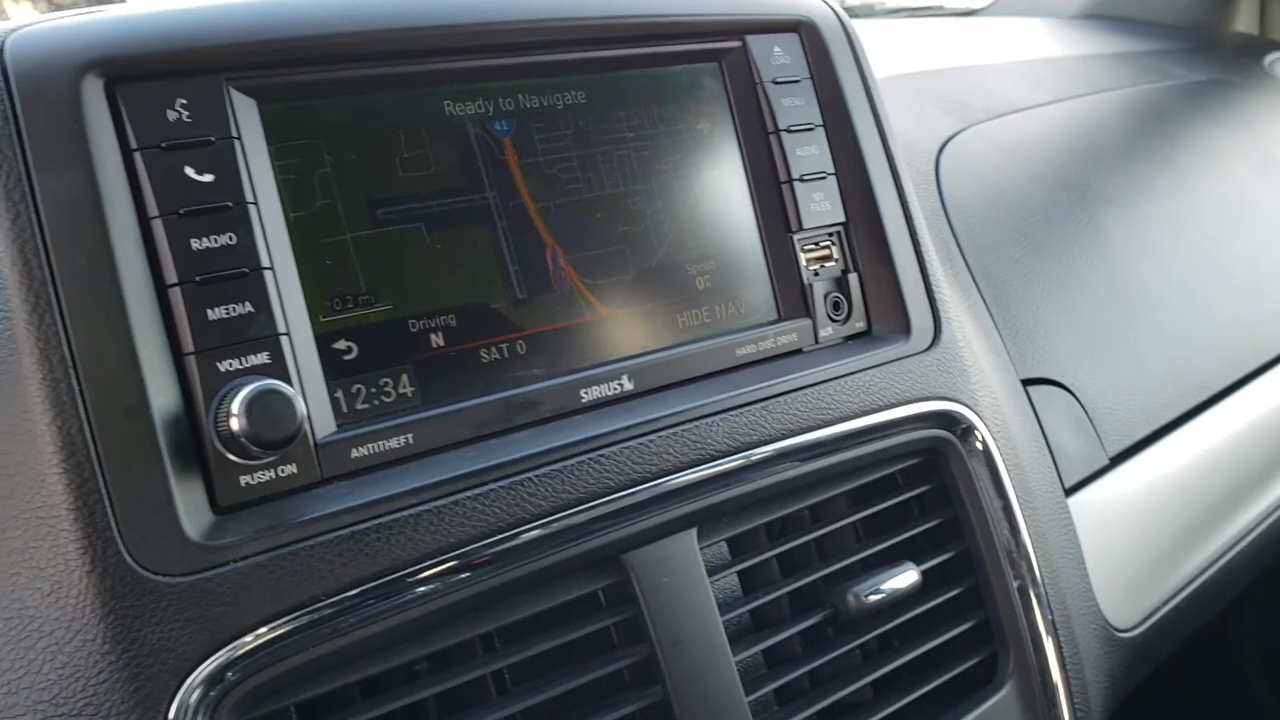 Ready to Navigate
41
LOAD
MENU
AUDIO
MY
FILES
RADIO
MEDIA
VOLUME
PUSH ON
0.2 mi
Driving
N
0%
HIDE NAV
SAT 0
12:34
SIRIUS
HARD DISC DRIVE
ANTITHEFT
AUX